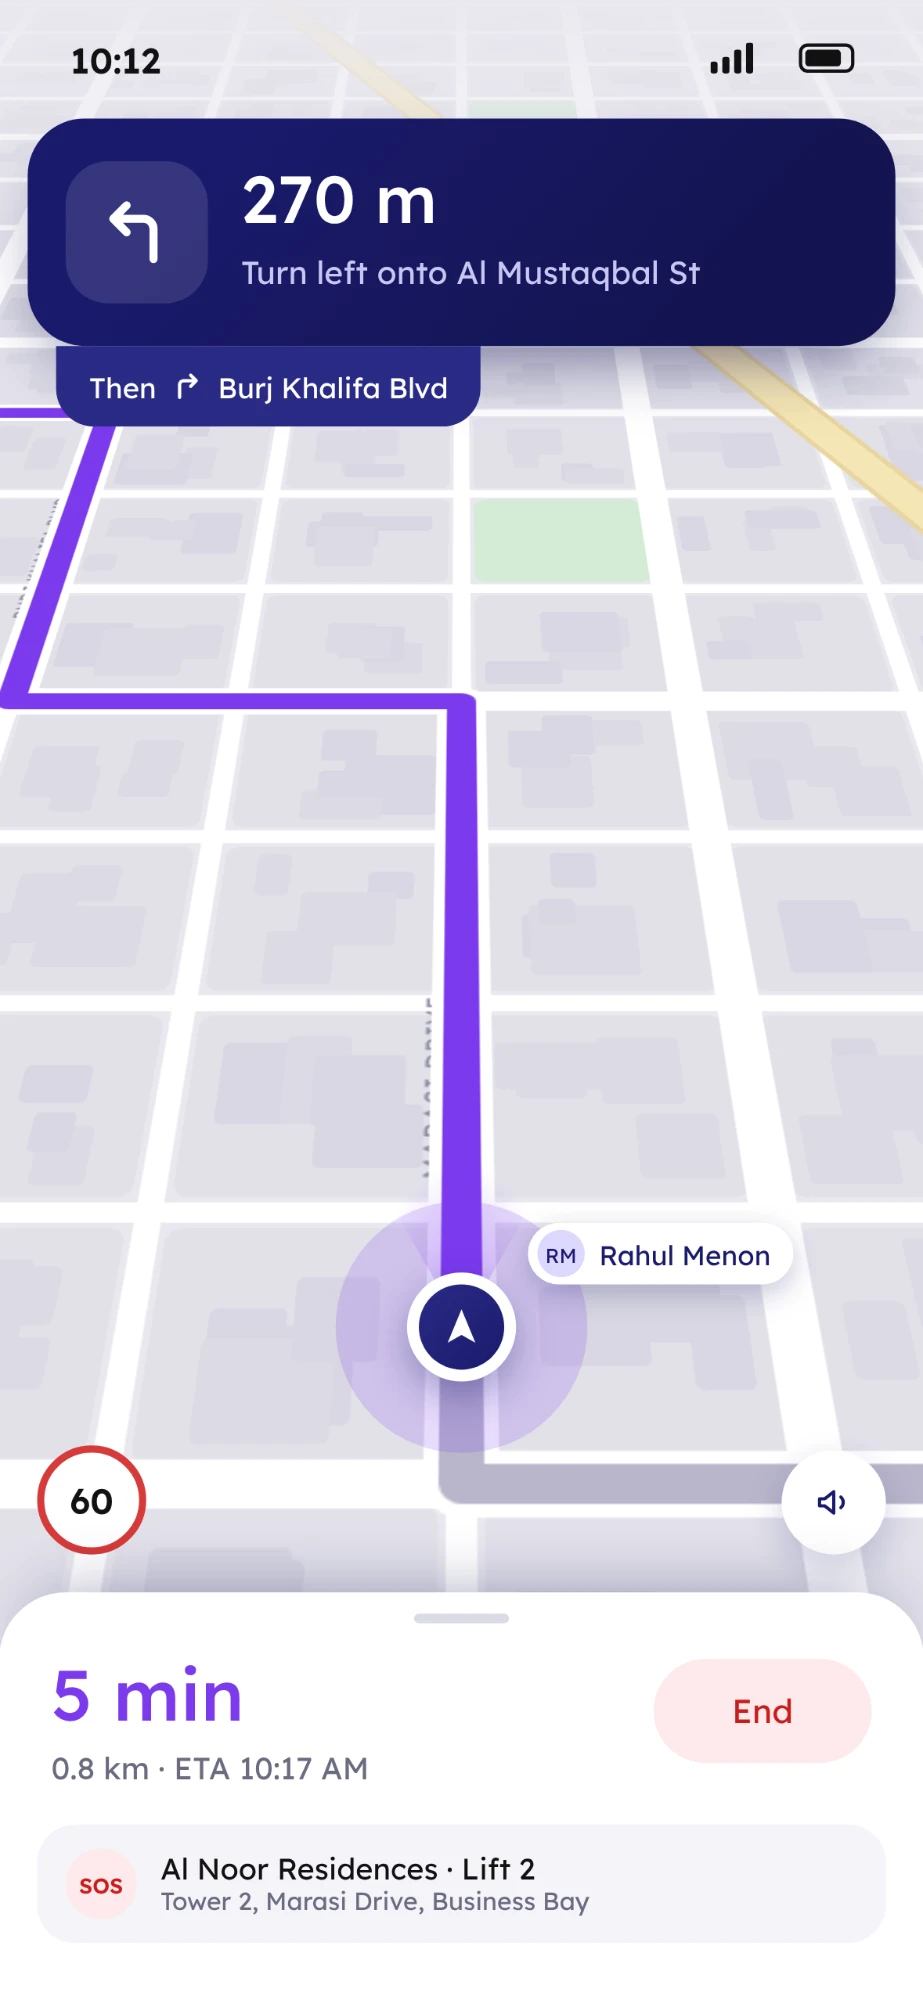 10:12
270 m
Turn left onto Al Mustaqbal St
Then Burj Khalifa Blvd
RM Rahul Menon
60
5 min
End
0.8 km · ETA 10:17 AM
SOS
Al Noor Residences · Lift 2
Tower 2, Marasi Drive, Business Bay